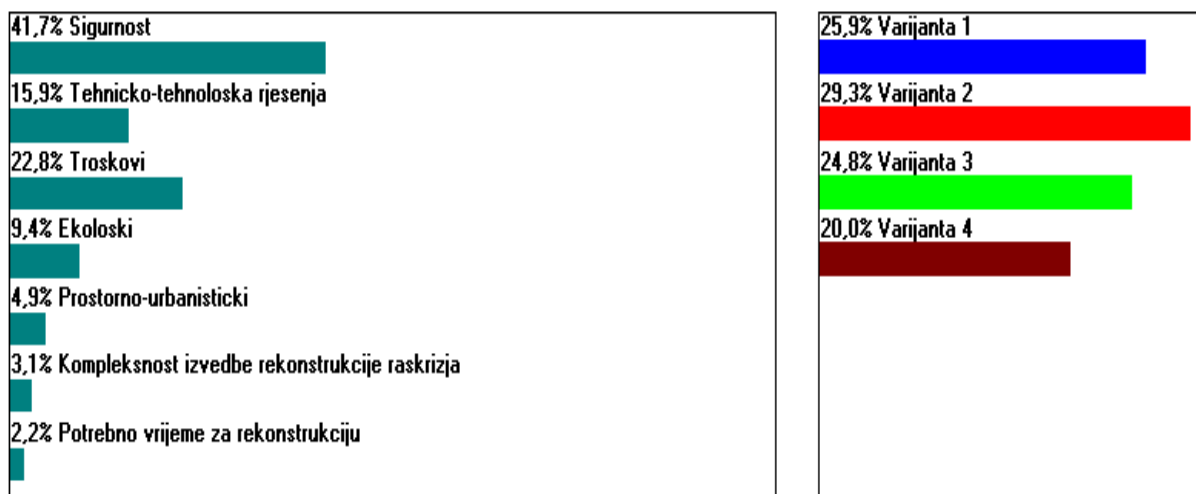 41,7% Sigurnost
15,9% Tehnicko-tehnoloska rjesenja
22,8% Troskovi
9,4% Ekoloski
4,9% Prostorno-urbanisticki
3,1% Kompleksnost izvedbe rekonstrukcije raskrizja
2,2% Potrebno vrijeme za rekonstrukciju
25,9% Varijanta 1
29,3% Varijanta 2
24,8% Varijanta 3
20,0% Varijanta 4